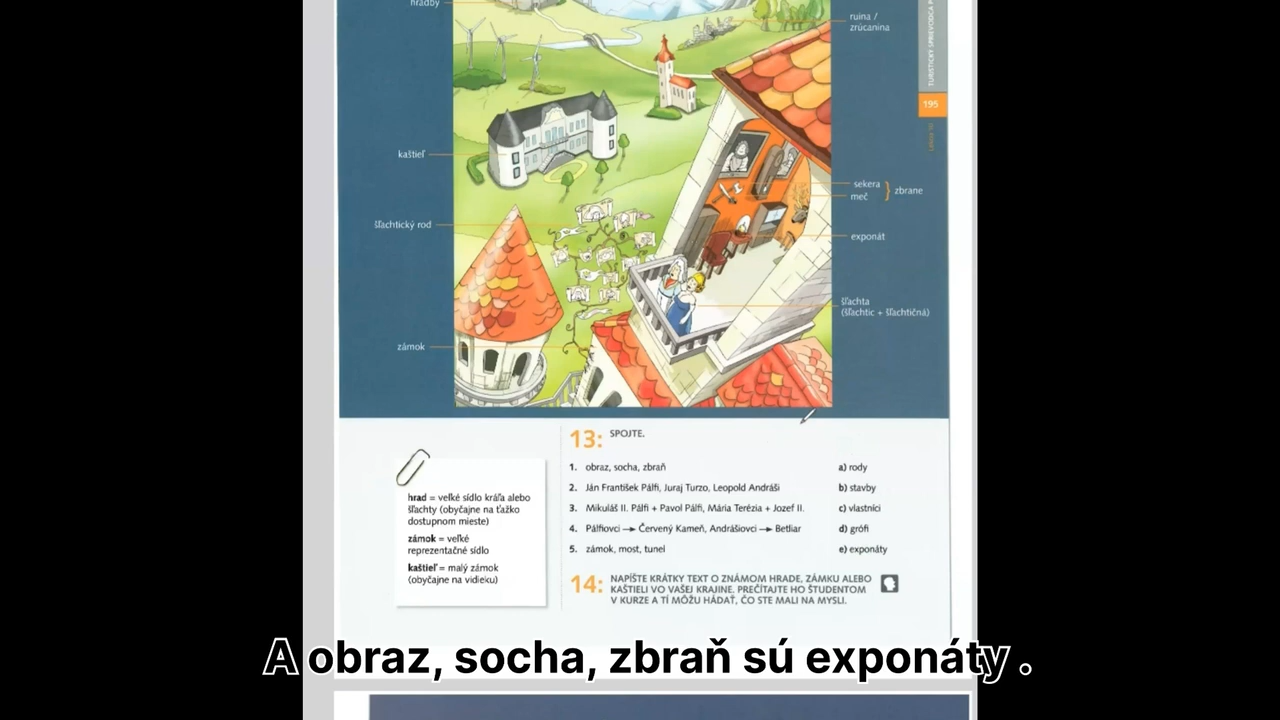 hradby
ruina /
zrúcanina
TURISTICKÝ SPRIEVODCA P
195
kaštieľ
sekera
meč
zbrane
šľachtický rod
exponát
šľachta
(šľachtic + šľachtičná)
zámok
13: SPOJTE.
1. obraz, socha, zbraň
a) rody
2. Ján František Pálfi, Juraj Turzo, Leopold Andráši
b) stavby
3. Mikuláš II. Pálfi + Pavol Pálfi, Mária Terézia + Jozef II.
c) vlastníci
4. Pálfiovci → Červený Kameň, Andrášiovci → Betliar
d) grófi
5. zámok, most, tunel
e) exponáty
hrad = veľké sídlo kráľa alebo
šľachty (obyčajne na ťažko
dostupnom mieste)
zámok = veľké
reprezentačné sídlo
kaštieľ = malý zámok
(obyčajne na vidieku)
14: NAPÍŠTE KRÁTKY TEXT O ZNÁMOM HRADE, ZÁMKU ALEBO
KAŠTIELI VO VAŠEJ KRAJINE. PREČÍTAJTE HO ŠTUDENTOM
V KURZE A TÍ MÔŽU HÁDAŤ, ČO STE MALI NA MYSLI.
A obraz, socha, zbraň sú exponáty .